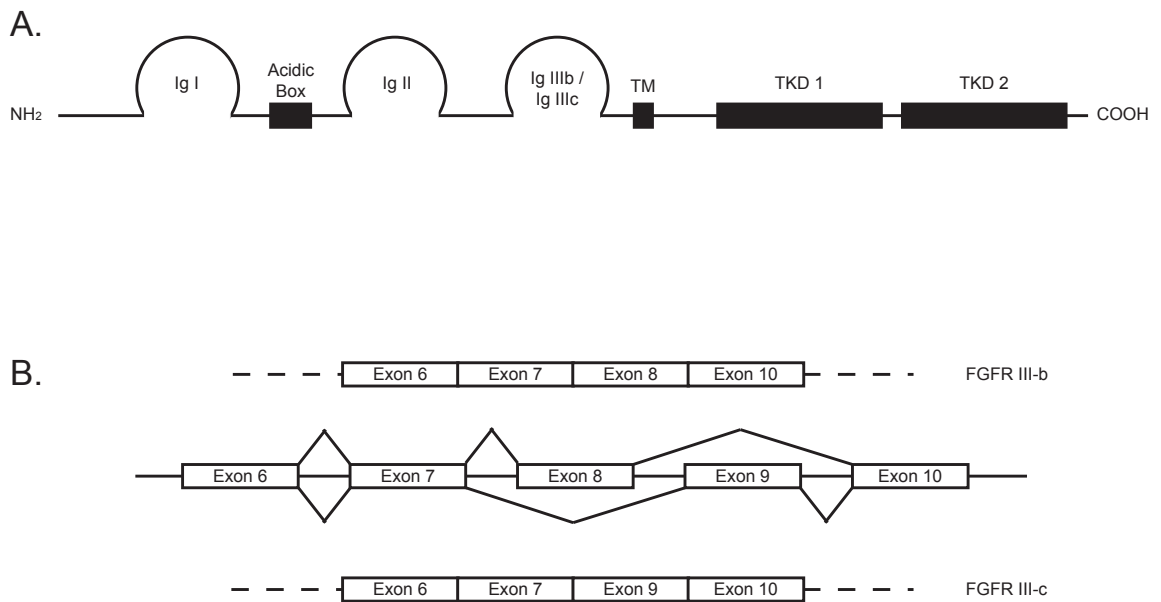 A.
Ig I
Acidic
Box
Ig II
Ig IIIb /
Ig IIIc
TM
TKD 1
TKD 2
NH2
COOH
B.
Exon 6 Exon 7 Exon 8 Exon 10 FGFR III-b
Exon 6 Exon 7 Exon 8 Exon 9 Exon 10
Exon 6 Exon 7 Exon 9 Exon 10 FGFR III-c